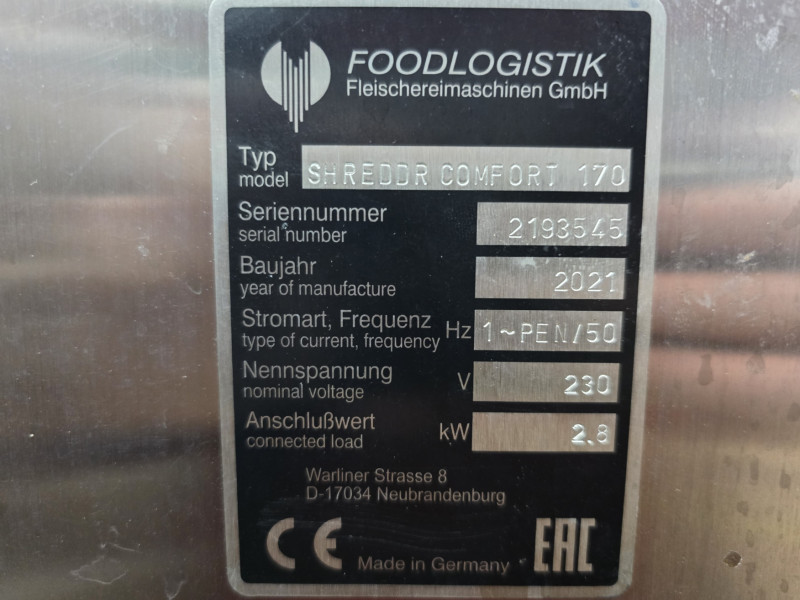 FOODLOGISTIK
Fleischereimaschinen GmbH
Typ
model SHREDDR COMFORT 170
Seriennummer
serial number 2193545
Baujahr
year of manufacture 2021
Stromart, Frequenz
type of current, frequency Hz 1~PEN/50
Nennspannung
nominal voltage V 230
Anschlußwert
connected load kW 2.8
Warliner Strasse 8
D-17034 Neubrandenburg
CE Made in Germany EAC